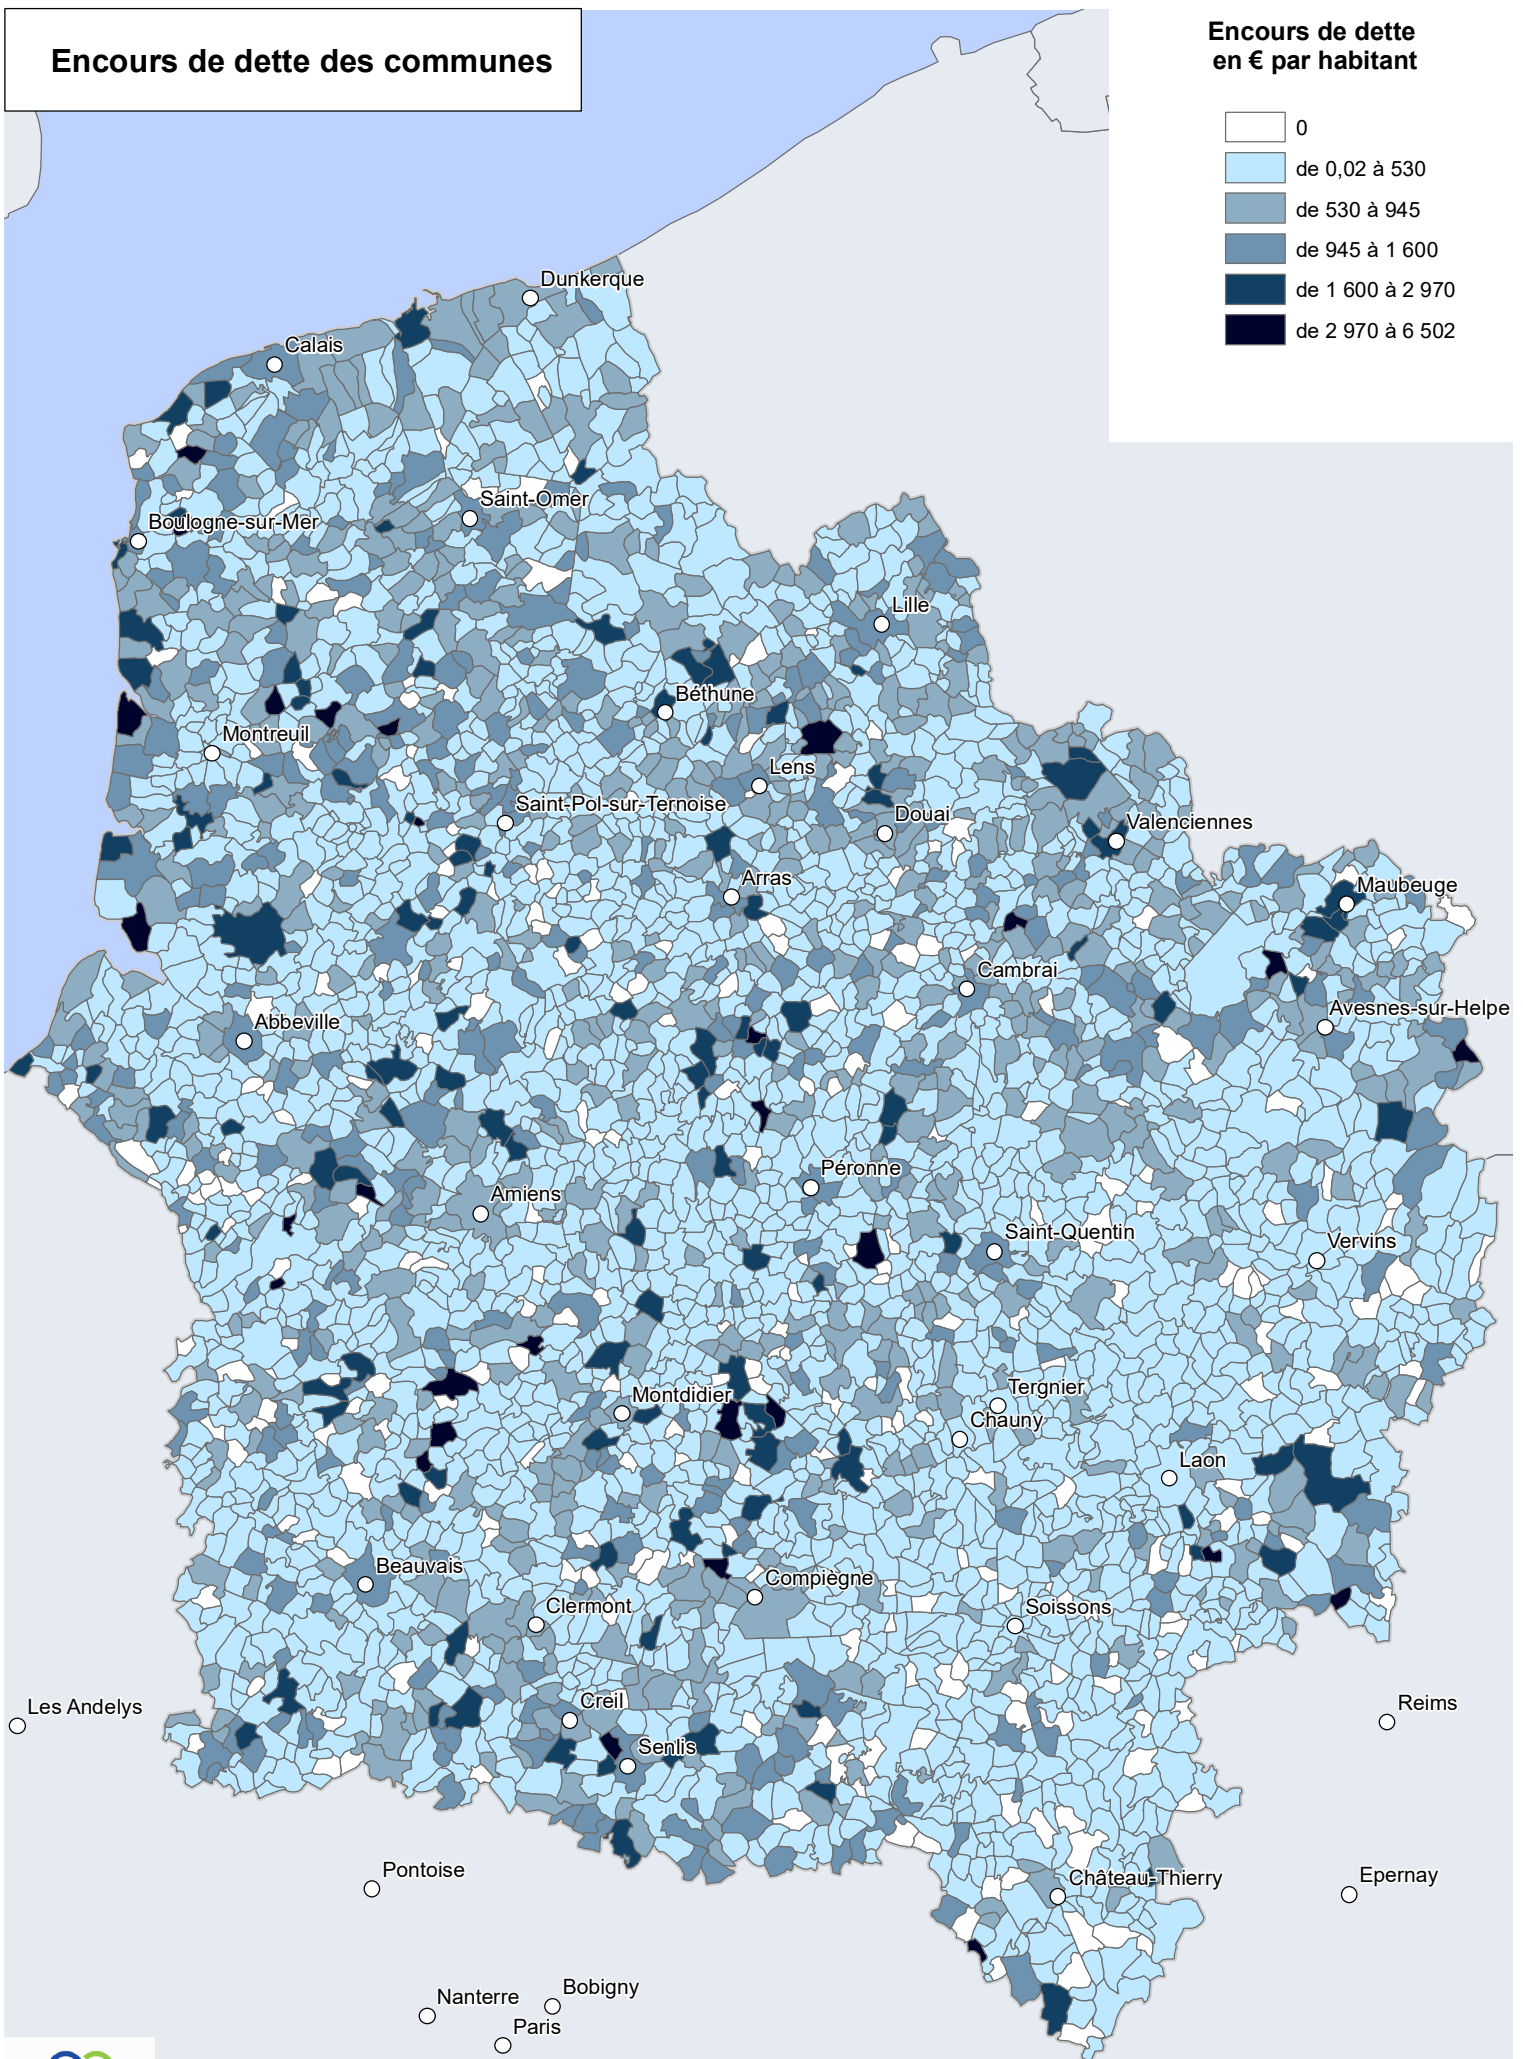 Encours de dette des communes
Encours de dette
en € par habitant
0
de 0,02 à 530
de 530 à 945
de 945 à 1 600
de 1 600 à 2 970
de 2 970 à 6 502
Dunkerque
Calais
Saint-Omer
Boulogne-sur-Mer
Lille
Béthune
Montreuil
Lens
Saint-Pol-sur-Ternoise
Douai
Valenciennes
Arras
Maubeuge
Cambrai
Avesnes-sur-Helpe
Abbeville
Péronne
Amiens
Saint-Quentin
Vervins
Tergnier
Montdidier
Chauny
Laon
Beauvais
Compiègne
Clermont
Soissons
Creil
Les Andelys
Reims
Senlis
Pontoise
Château-Thierry
Epernay
Bobigny
Nanterre
Paris